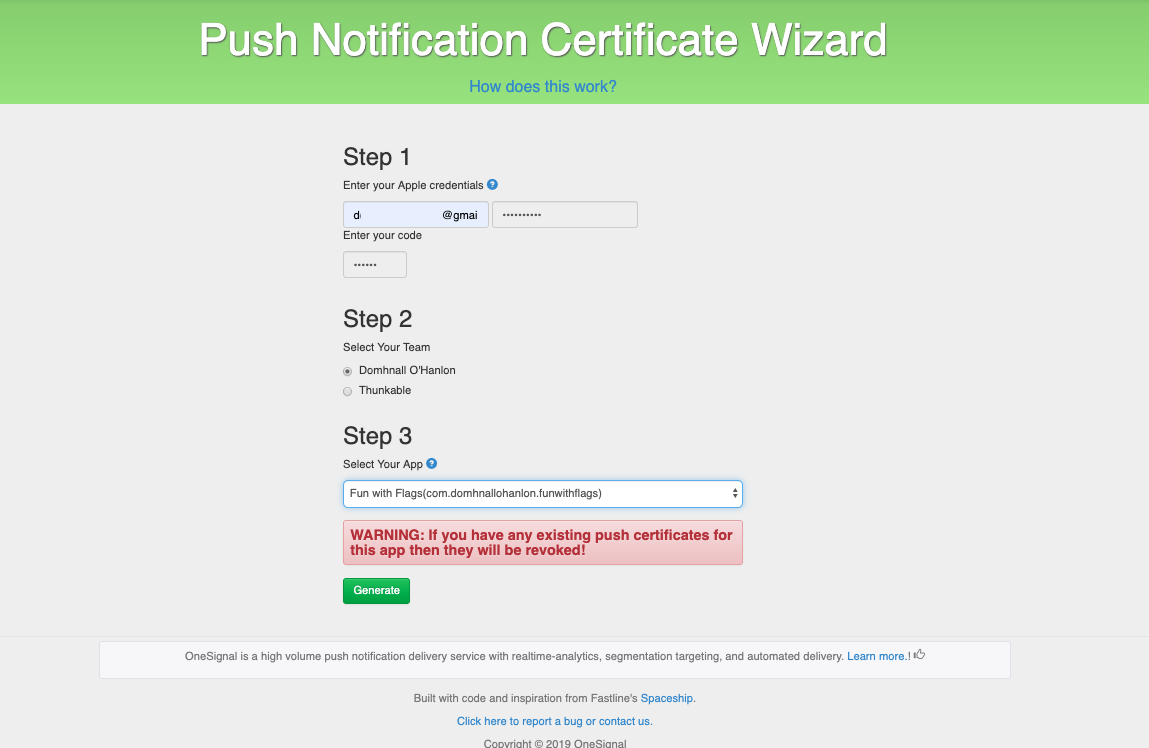 Push Notification Certificate Wizard
How does this work?
Step 1
Enter your Apple credentials ?
d @gmai ••••••••••
Enter your code
••••••
Step 2
Select Your Team
Domhnall O'Hanlon
Thunkable
Step 3
Select Your App ?
Fun with Flags(com.domhnallohanlon.funwithflags)
WARNING: If you have any existing push certificates for
this app then they will be revoked!
Generate
OneSignal is a high volume push notification delivery service with realtime-analytics, segmentation targeting, and automated delivery. Learn more.!
Built with code and inspiration from Fastline's Spaceship.
Click here to report a bug or contact us.
Copyright © 2019 OneSignal